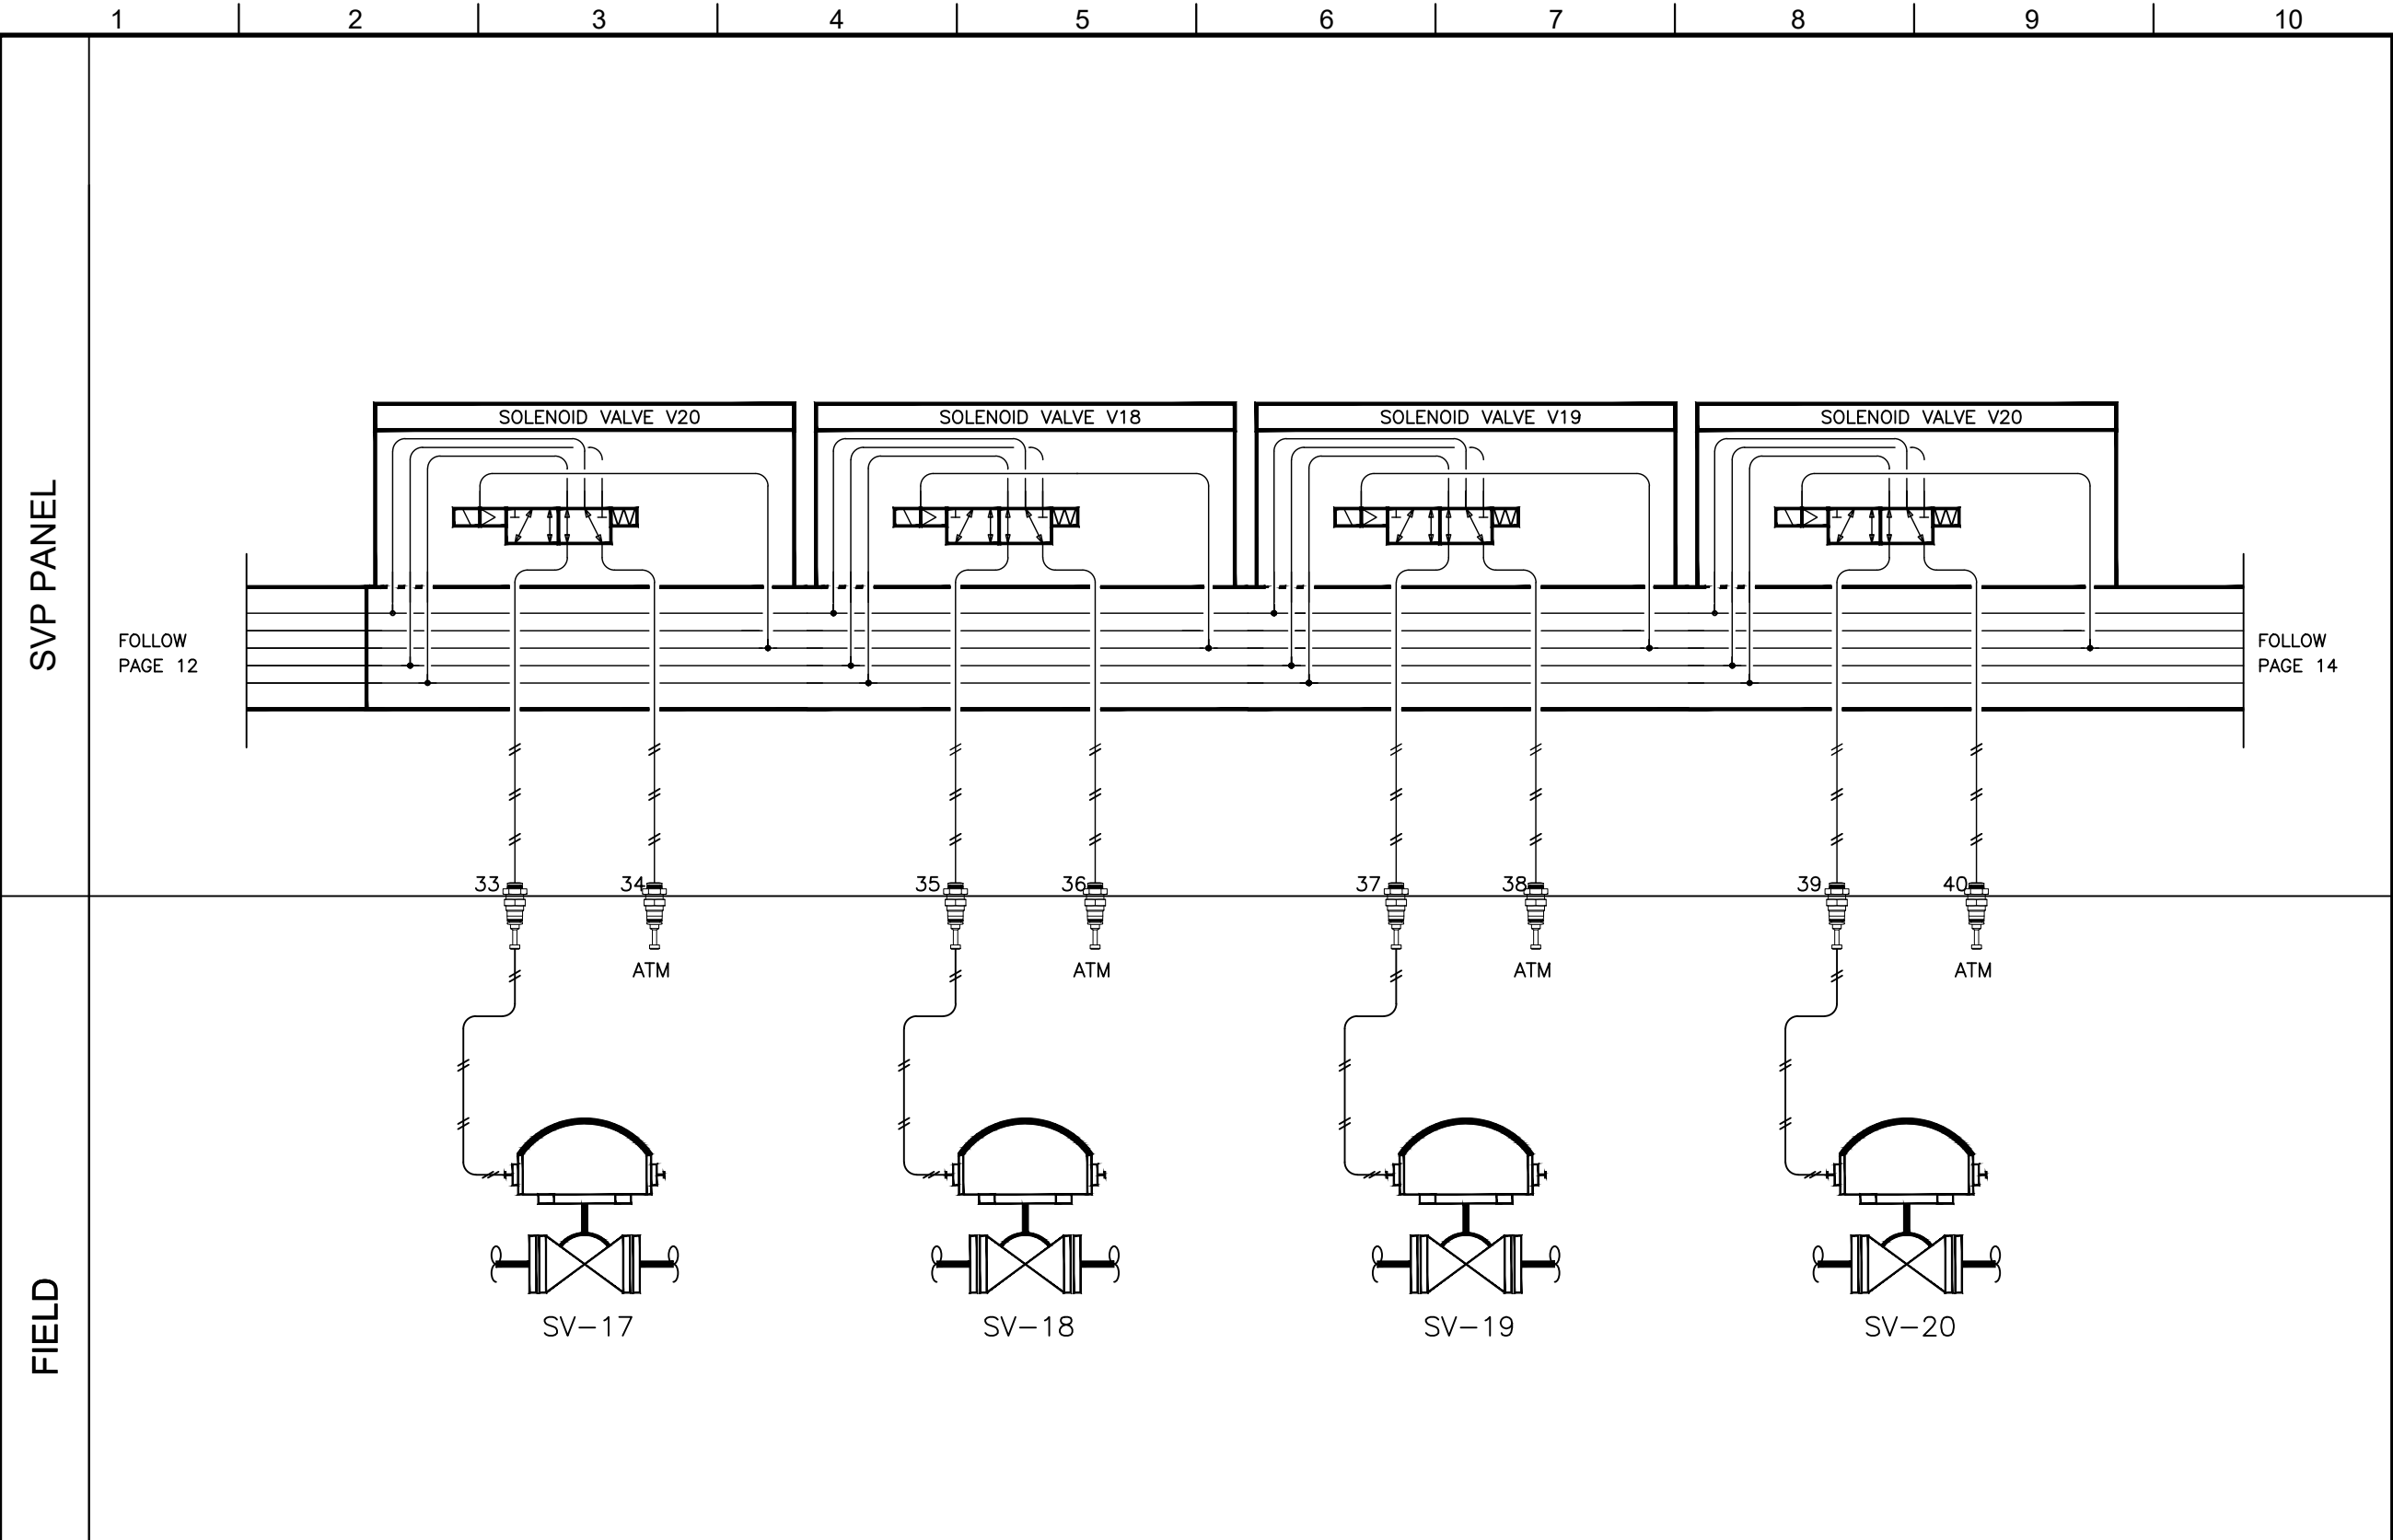 1 2 3 4 5 6 7 8 9 10
SVP PANEL
SOLENOID VALVE V20
SOLENOID VALVE V18
SOLENOID VALVE V19
SOLENOID VALVE V20
FOLLOW
PAGE 12
FOLLOW
PAGE 14
33 34 35 36 37 38 39 40
ATM ATM ATM ATM
FIELD
SV-17 SV-18 SV-19 SV-20